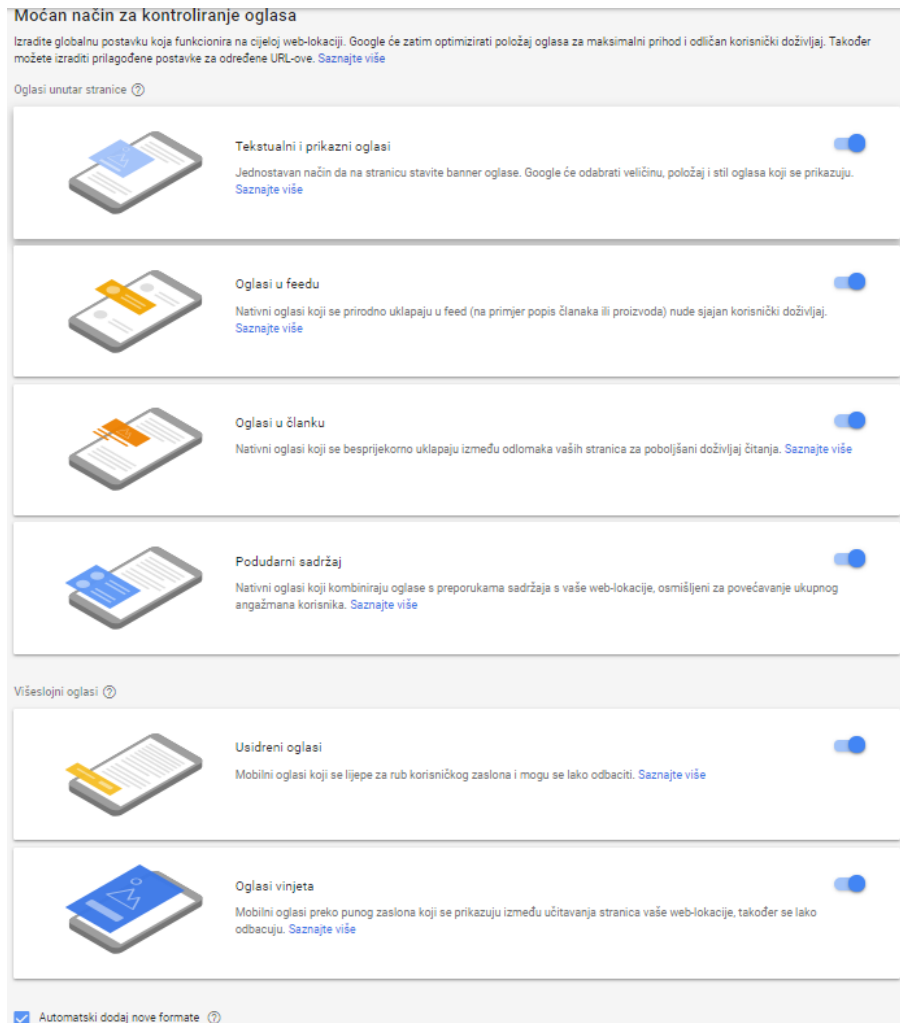 Moćan način za kontroliranje oglasa
Izradite globalnu postavku koja funkcionira na cijeloj web-lokaciji. Google će zatim optimizirati položaj oglasa za maksimalni prihod i odličan korisnički doživljaj. Također
možete izraditi prilagođene postavke za određene URL-ove. Saznajte više
Oglasi unutar stranice
Tekstualni i prikazni oglasi
Jednostavan način da na stranicu stavite banner oglase. Google će odabrati veličinu, položaj i stil oglasa koji se prikazuju.
Saznajte više
Oglasi u feedu
Nativni oglasi koji se prirodno uklapaju u feed (na primjer popis članaka ili proizvoda) nude sjajan korisnički doživljaj.
Saznajte više
Oglasi u članku
Nativni oglasi koji se besprijekorno uklapaju između odlomaka vaših stranica za poboljšani doživljaj čitanja. Saznajte više
Podudarni sadržaj
Nativni oglasi koji kombiniraju oglase s preporukama sadržaja s vaše web-lokacije, osmišljeni za povećavanje ukupnog
angažmana korisnika. Saznajte više
Višeslojni oglasi
Usidreni oglasi
Mobilni oglasi koji se lijepe za rub korisničkog zaslona i mogu se lako odbaciti. Saznajte više
Oglasi vinjeta
Mobilni oglasi preko punog zaslona koji se prikazuju između učitavanja stranica vaše web-lokacije, također se lako
odbacuju. Saznajte više
Automatski dodaj nove formate